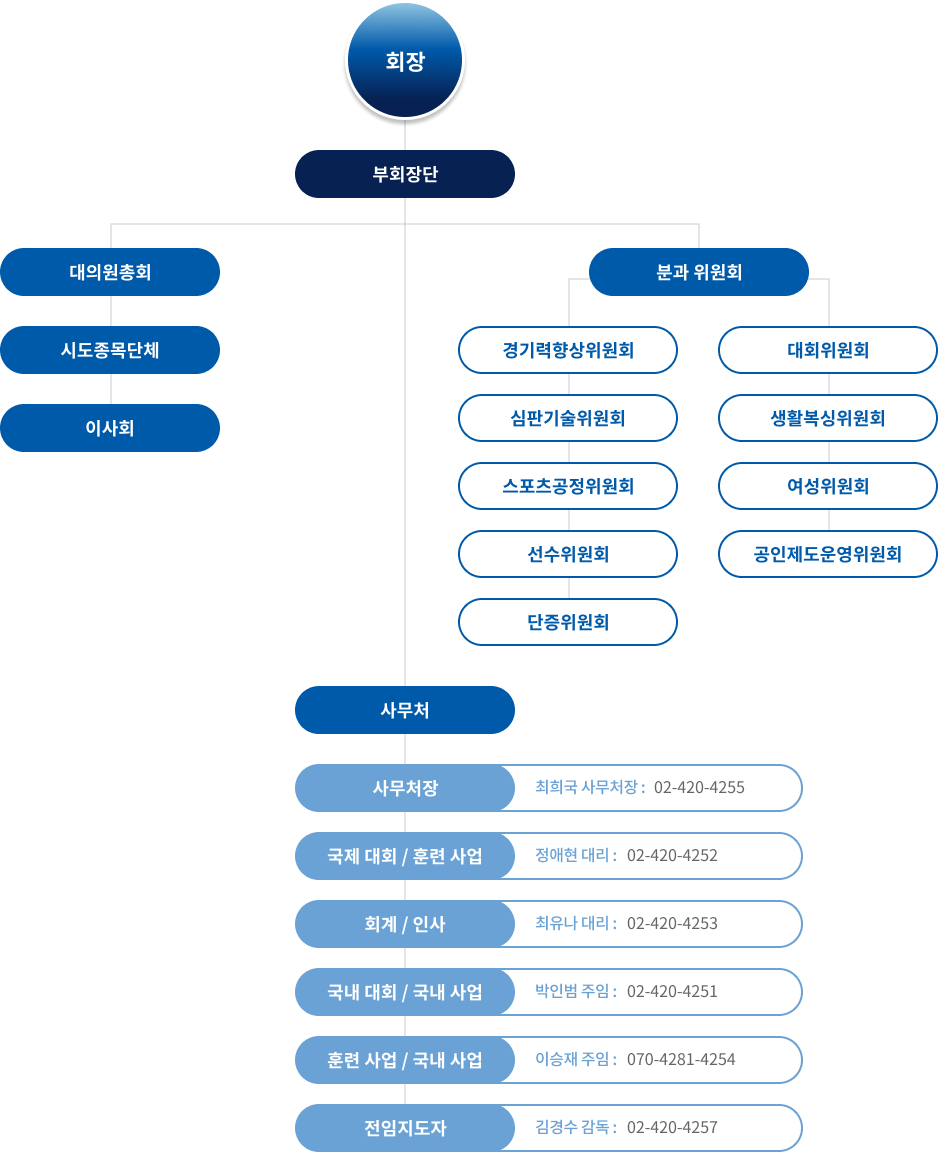 회장
부회장단
대의원총회
시도종목단체
이사회
분과 위원회
경기력향상위원회
심판기술위원회
스포츠공정위원회
선수위원회
단증위원회
대회위원회
생활복싱위원회
여성위원회
공인제도운영위원회
사무처
사무처장 최희국 사무처장 : 02-420-4255
국제 대회 / 훈련 사업 정애현 대리 : 02-420-4252
회계 / 인사 최유나 대리 : 02-420-4253
국내 대회 / 국내 사업 박인범 주임 : 02-420-4251
훈련 사업 / 국내 사업 이승재 주임 : 070-4281-4254
전임지도자 김경수 감독 : 02-420-4257